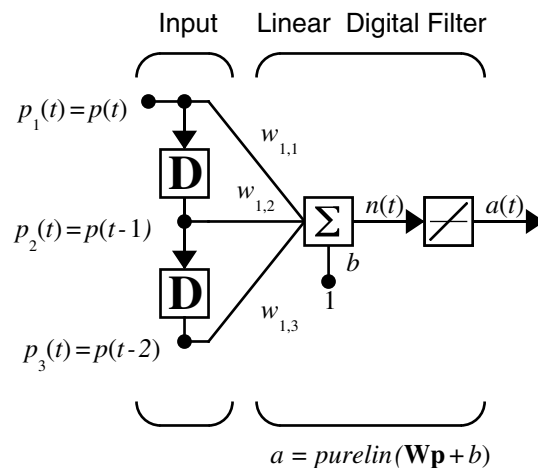 Input Linear Digital Filter
p₁(t) = p(t)
w₁,₁
D
w₁,₂
n(t) a(t)
Σ
p₂(t) = p(t-1)
b
D
1
w₁,₃
p₃(t) = p(t-2)
a = purelin(Wp + b)